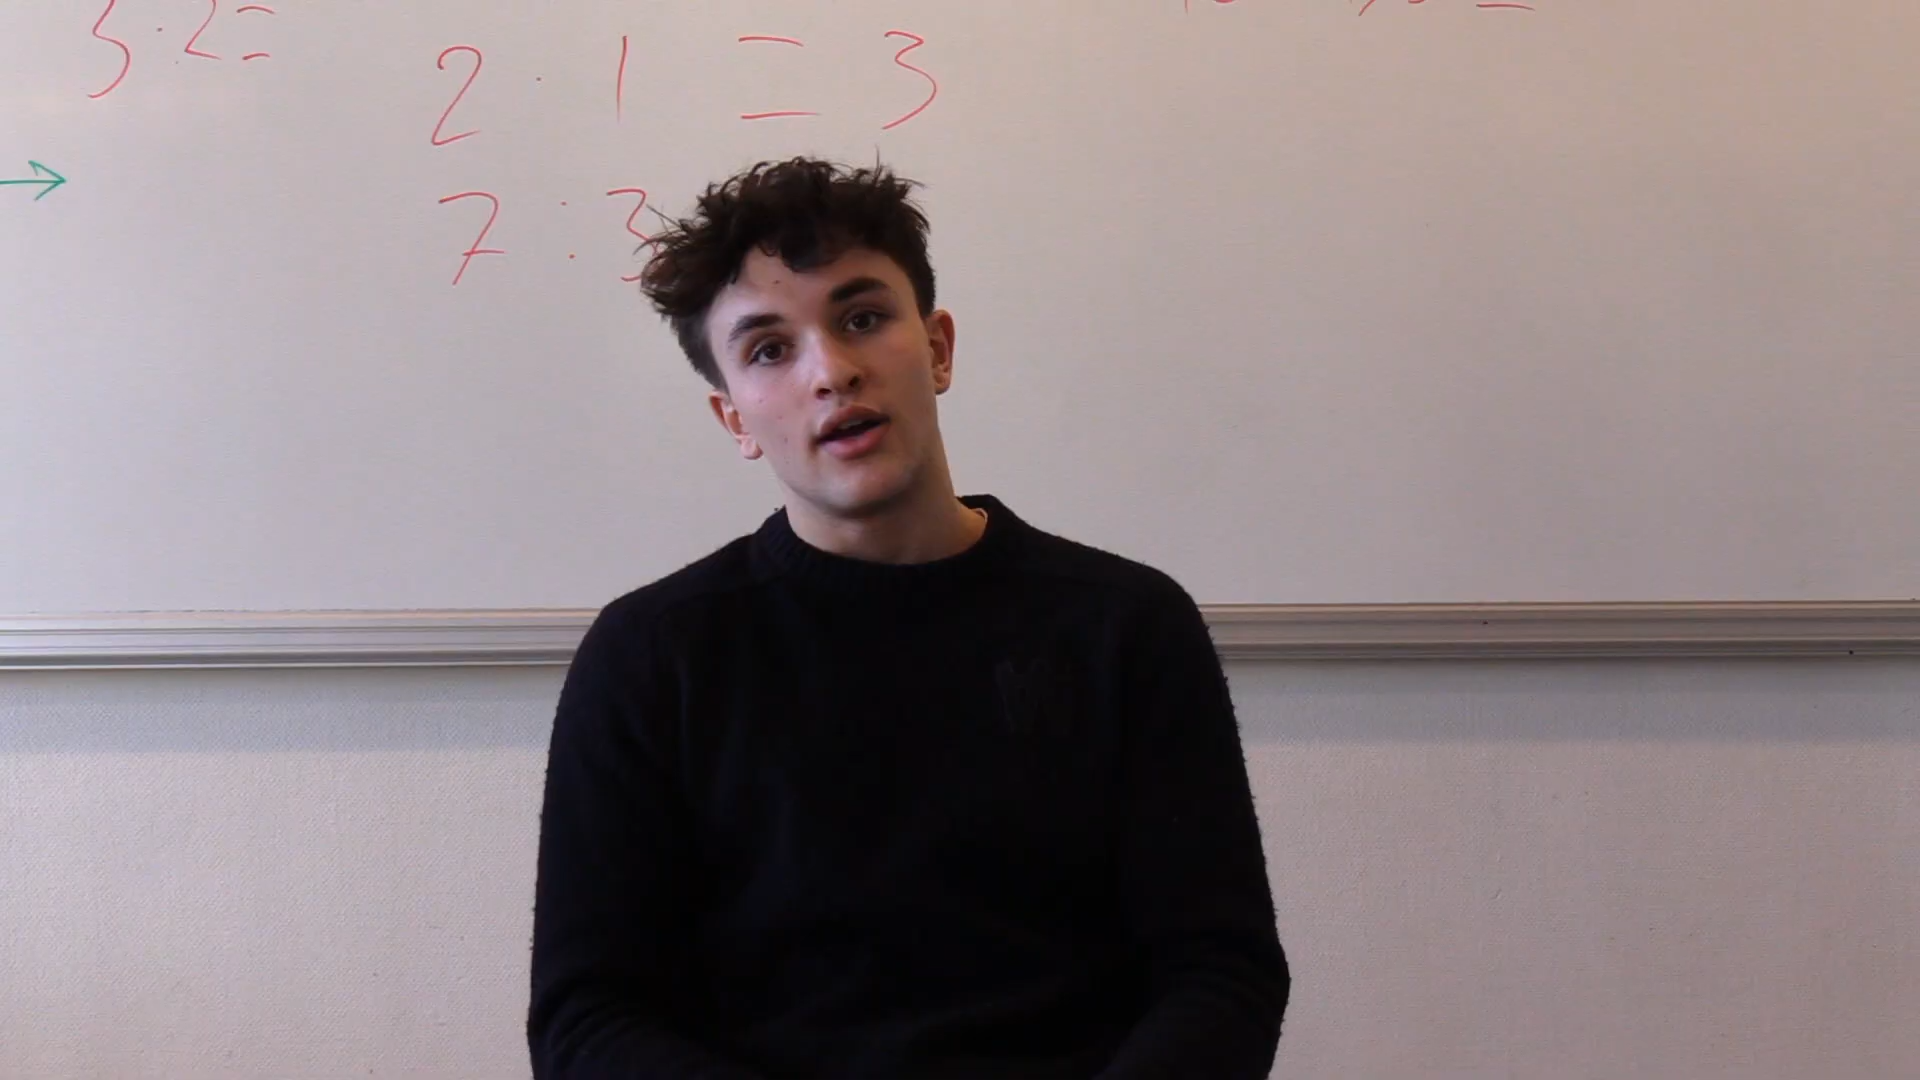 3·2=
2 · 1 = 3
7 : 3